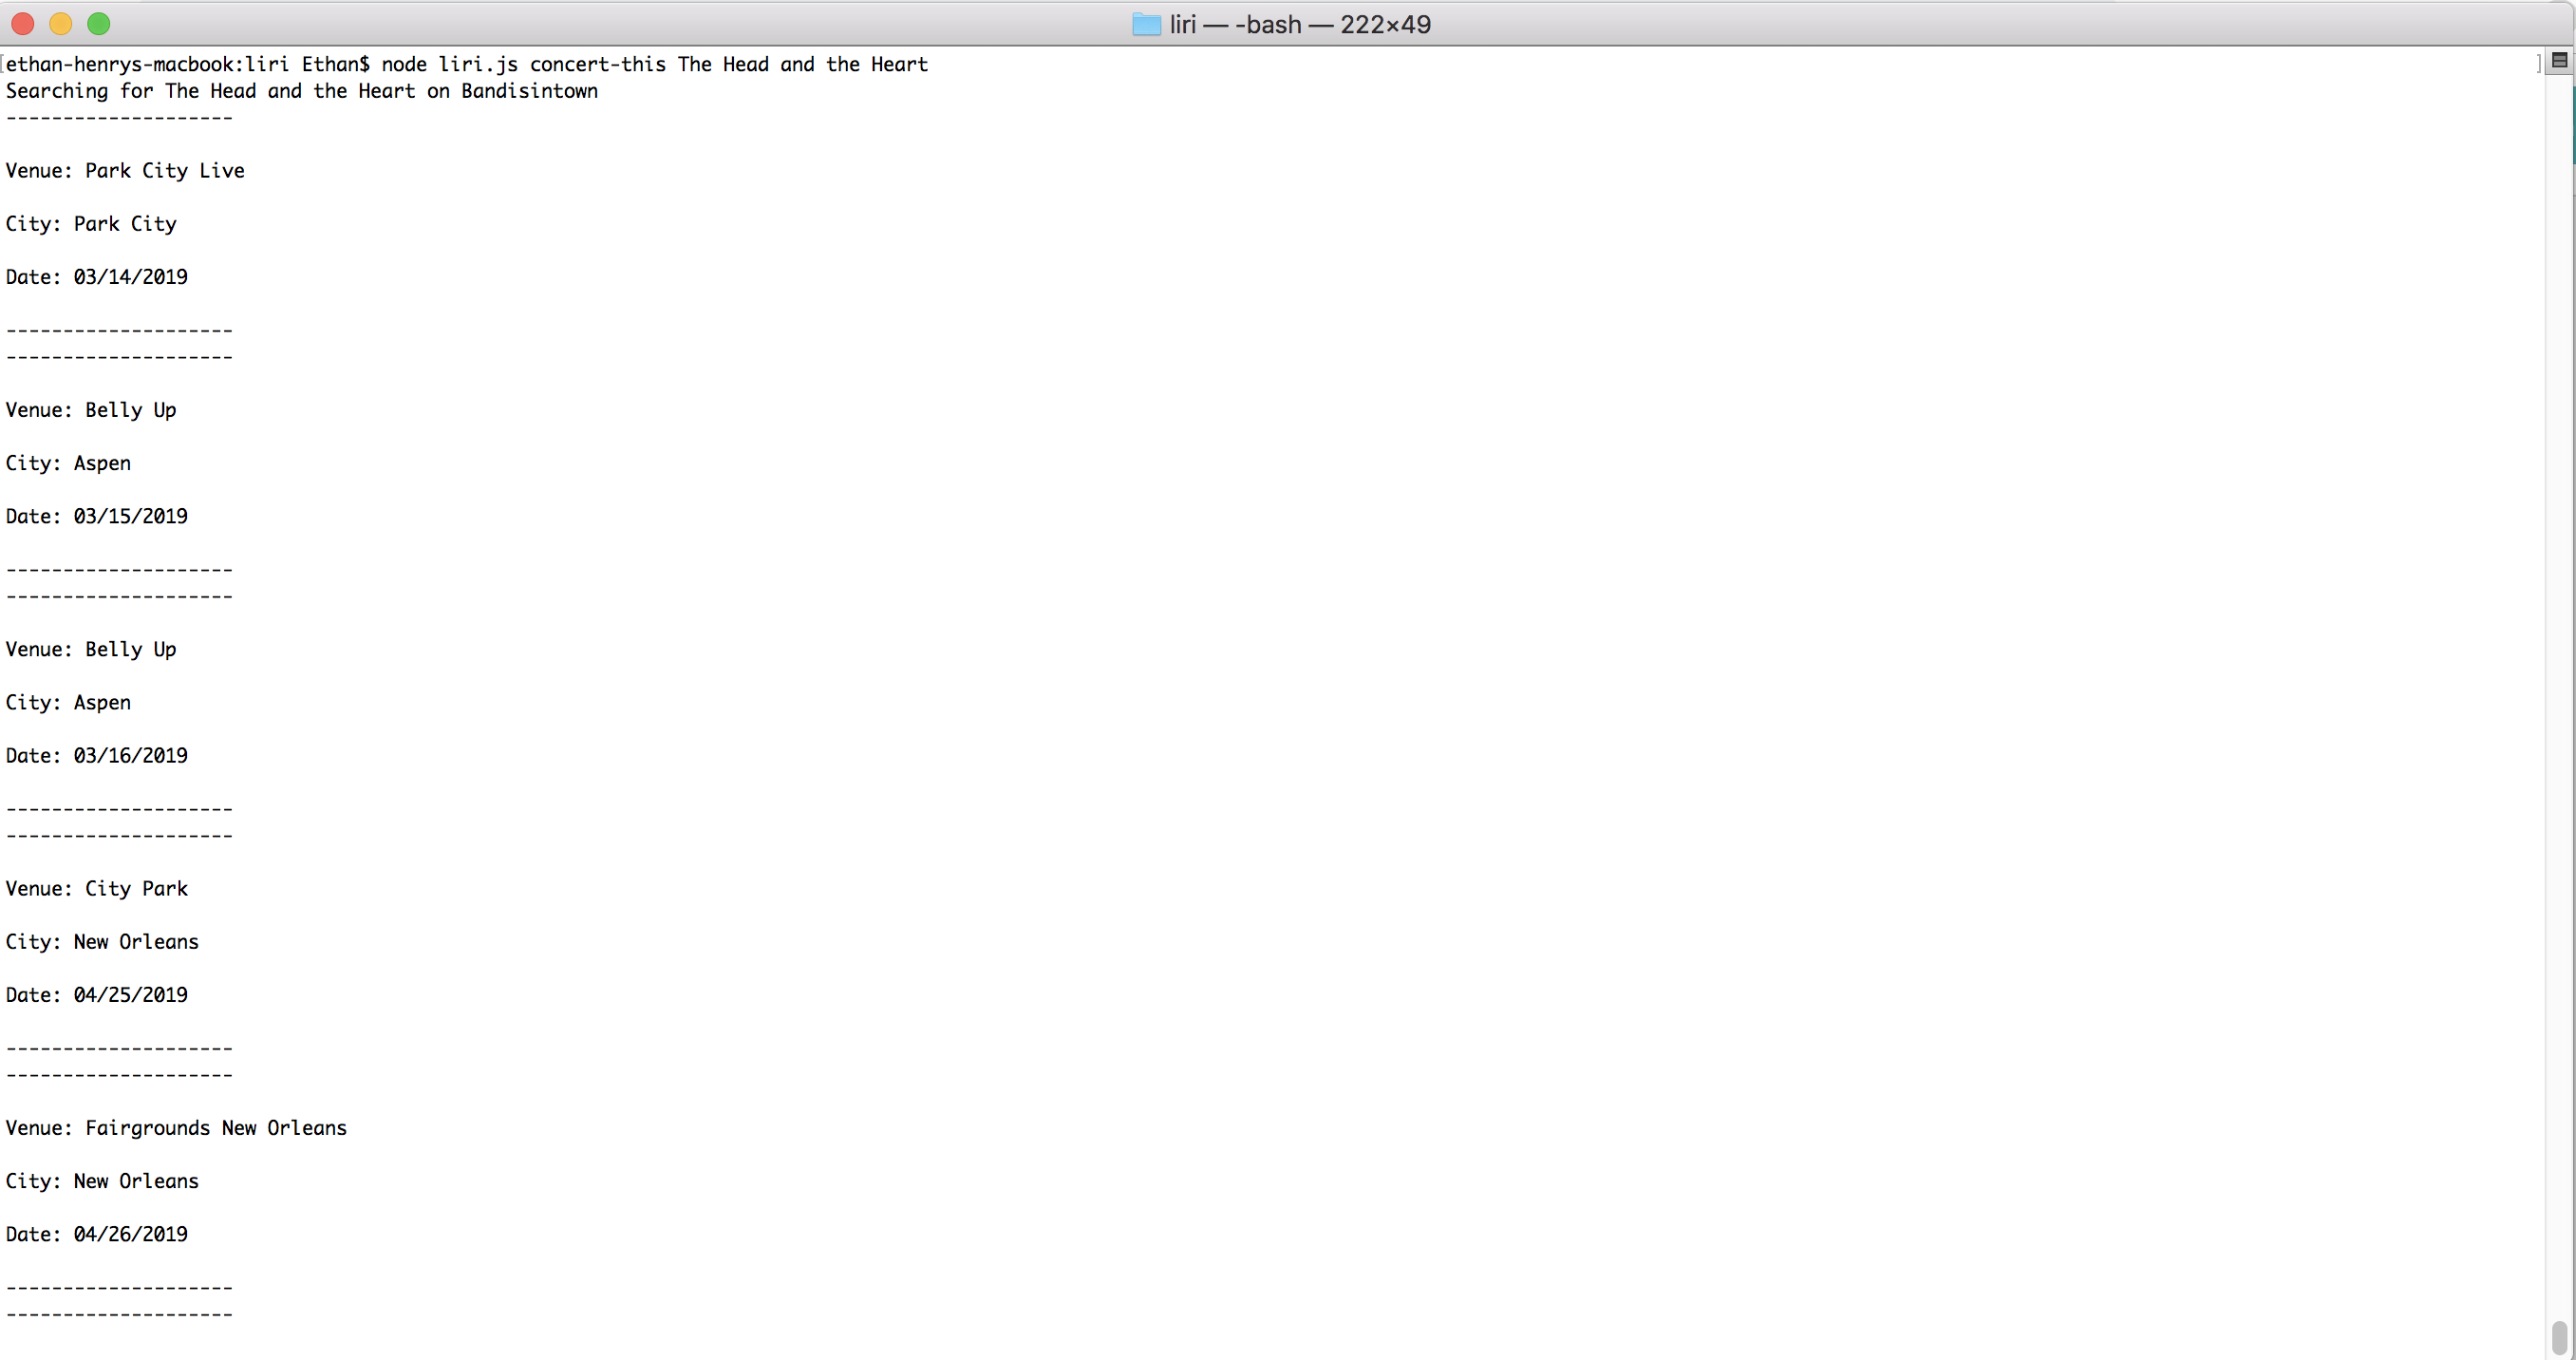 liri — -bash — 222×49
ethan-henrys-macbook:liri Ethan$ node liri.js concert-this The Head and the Heart
Searching for The Head and the Heart on Bandisintown
--------------------
Venue: Park City Live
City: Park City
Date: 03/14/2019
--------------------
--------------------
Venue: Belly Up
City: Aspen
Date: 03/15/2019
--------------------
--------------------
Venue: Belly Up
City: Aspen
Date: 03/16/2019
--------------------
--------------------
Venue: City Park
City: New Orleans
Date: 04/25/2019
--------------------
--------------------
Venue: Fairgrounds New Orleans
City: New Orleans
Date: 04/26/2019
--------------------
--------------------